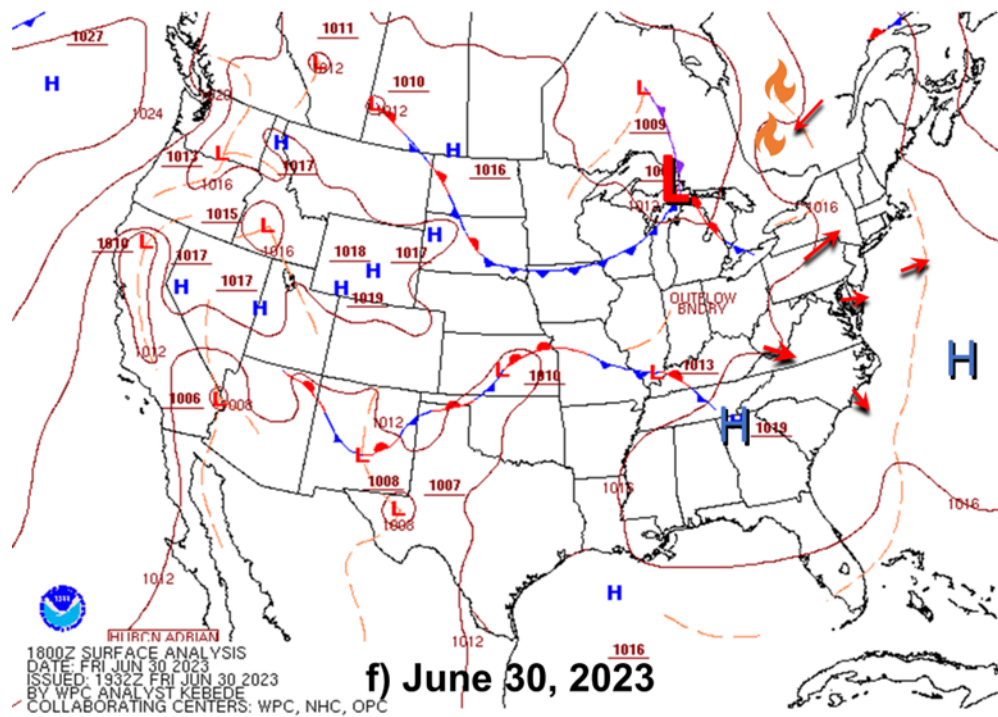 1011
1027
1012
1010
1012
1024
1020
1009
1013
1017
1016
1016
1016
1012
1015
1016
1010
1017
1018
1017
1016
1017
1019
OUTFLOW
BNDRY
1012
1013
1010
1006
1008
1012
1019
1008
1007
1016
1016
1008
1012
HURCN ADRIAN
1012
1016
1800Z SURFACE ANALYSIS
DATE: FRI JUN 30 2023
ISSUED: 1932Z FRI JUN 30 2023
BY WPC ANALYST KEBEDE
COLLABORATING CENTERS: WPC, NHC, OPC
f) June 30, 2023
L
L
L
H
H
H
L
H
L
L
L
H
L
H
H
H
H
H
H
L
L
H
L
L
L
H